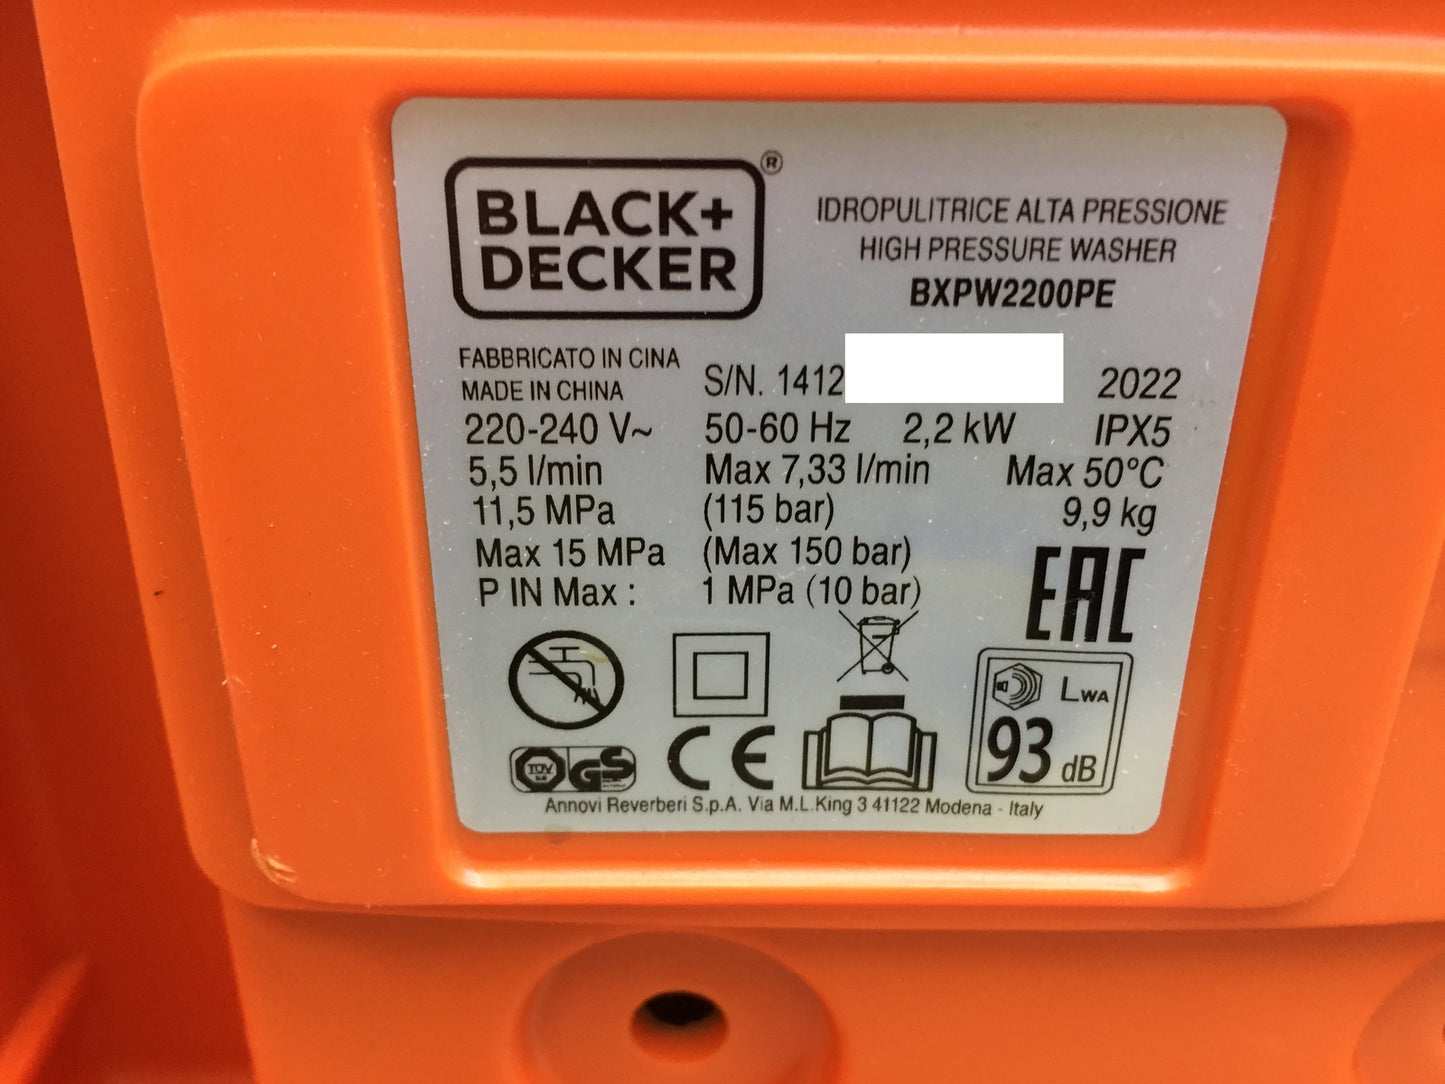 BLACK+
DECKER®
IDROPULITRICE ALTA PRESSIONE
HIGH PRESSURE WASHER
BXPW2200PE
FABBRICATO IN CINA
MADE IN CHINA
S/N. 1412 2022
220-240 V~ 50-60 Hz 2,2 kW IPX5
5,5 l/min Max 7,33 l/min Max 50°C
11,5 MPa (115 bar) 9,9 kg
Max 15 MPa (Max 150 bar)
P IN Max : 1 MPa (10 bar)
EAC
LWA
93 dB
TÜV GS CE
Annovi Reverberi S.p.A. Via M.L.King 3 41122 Modena - Italy